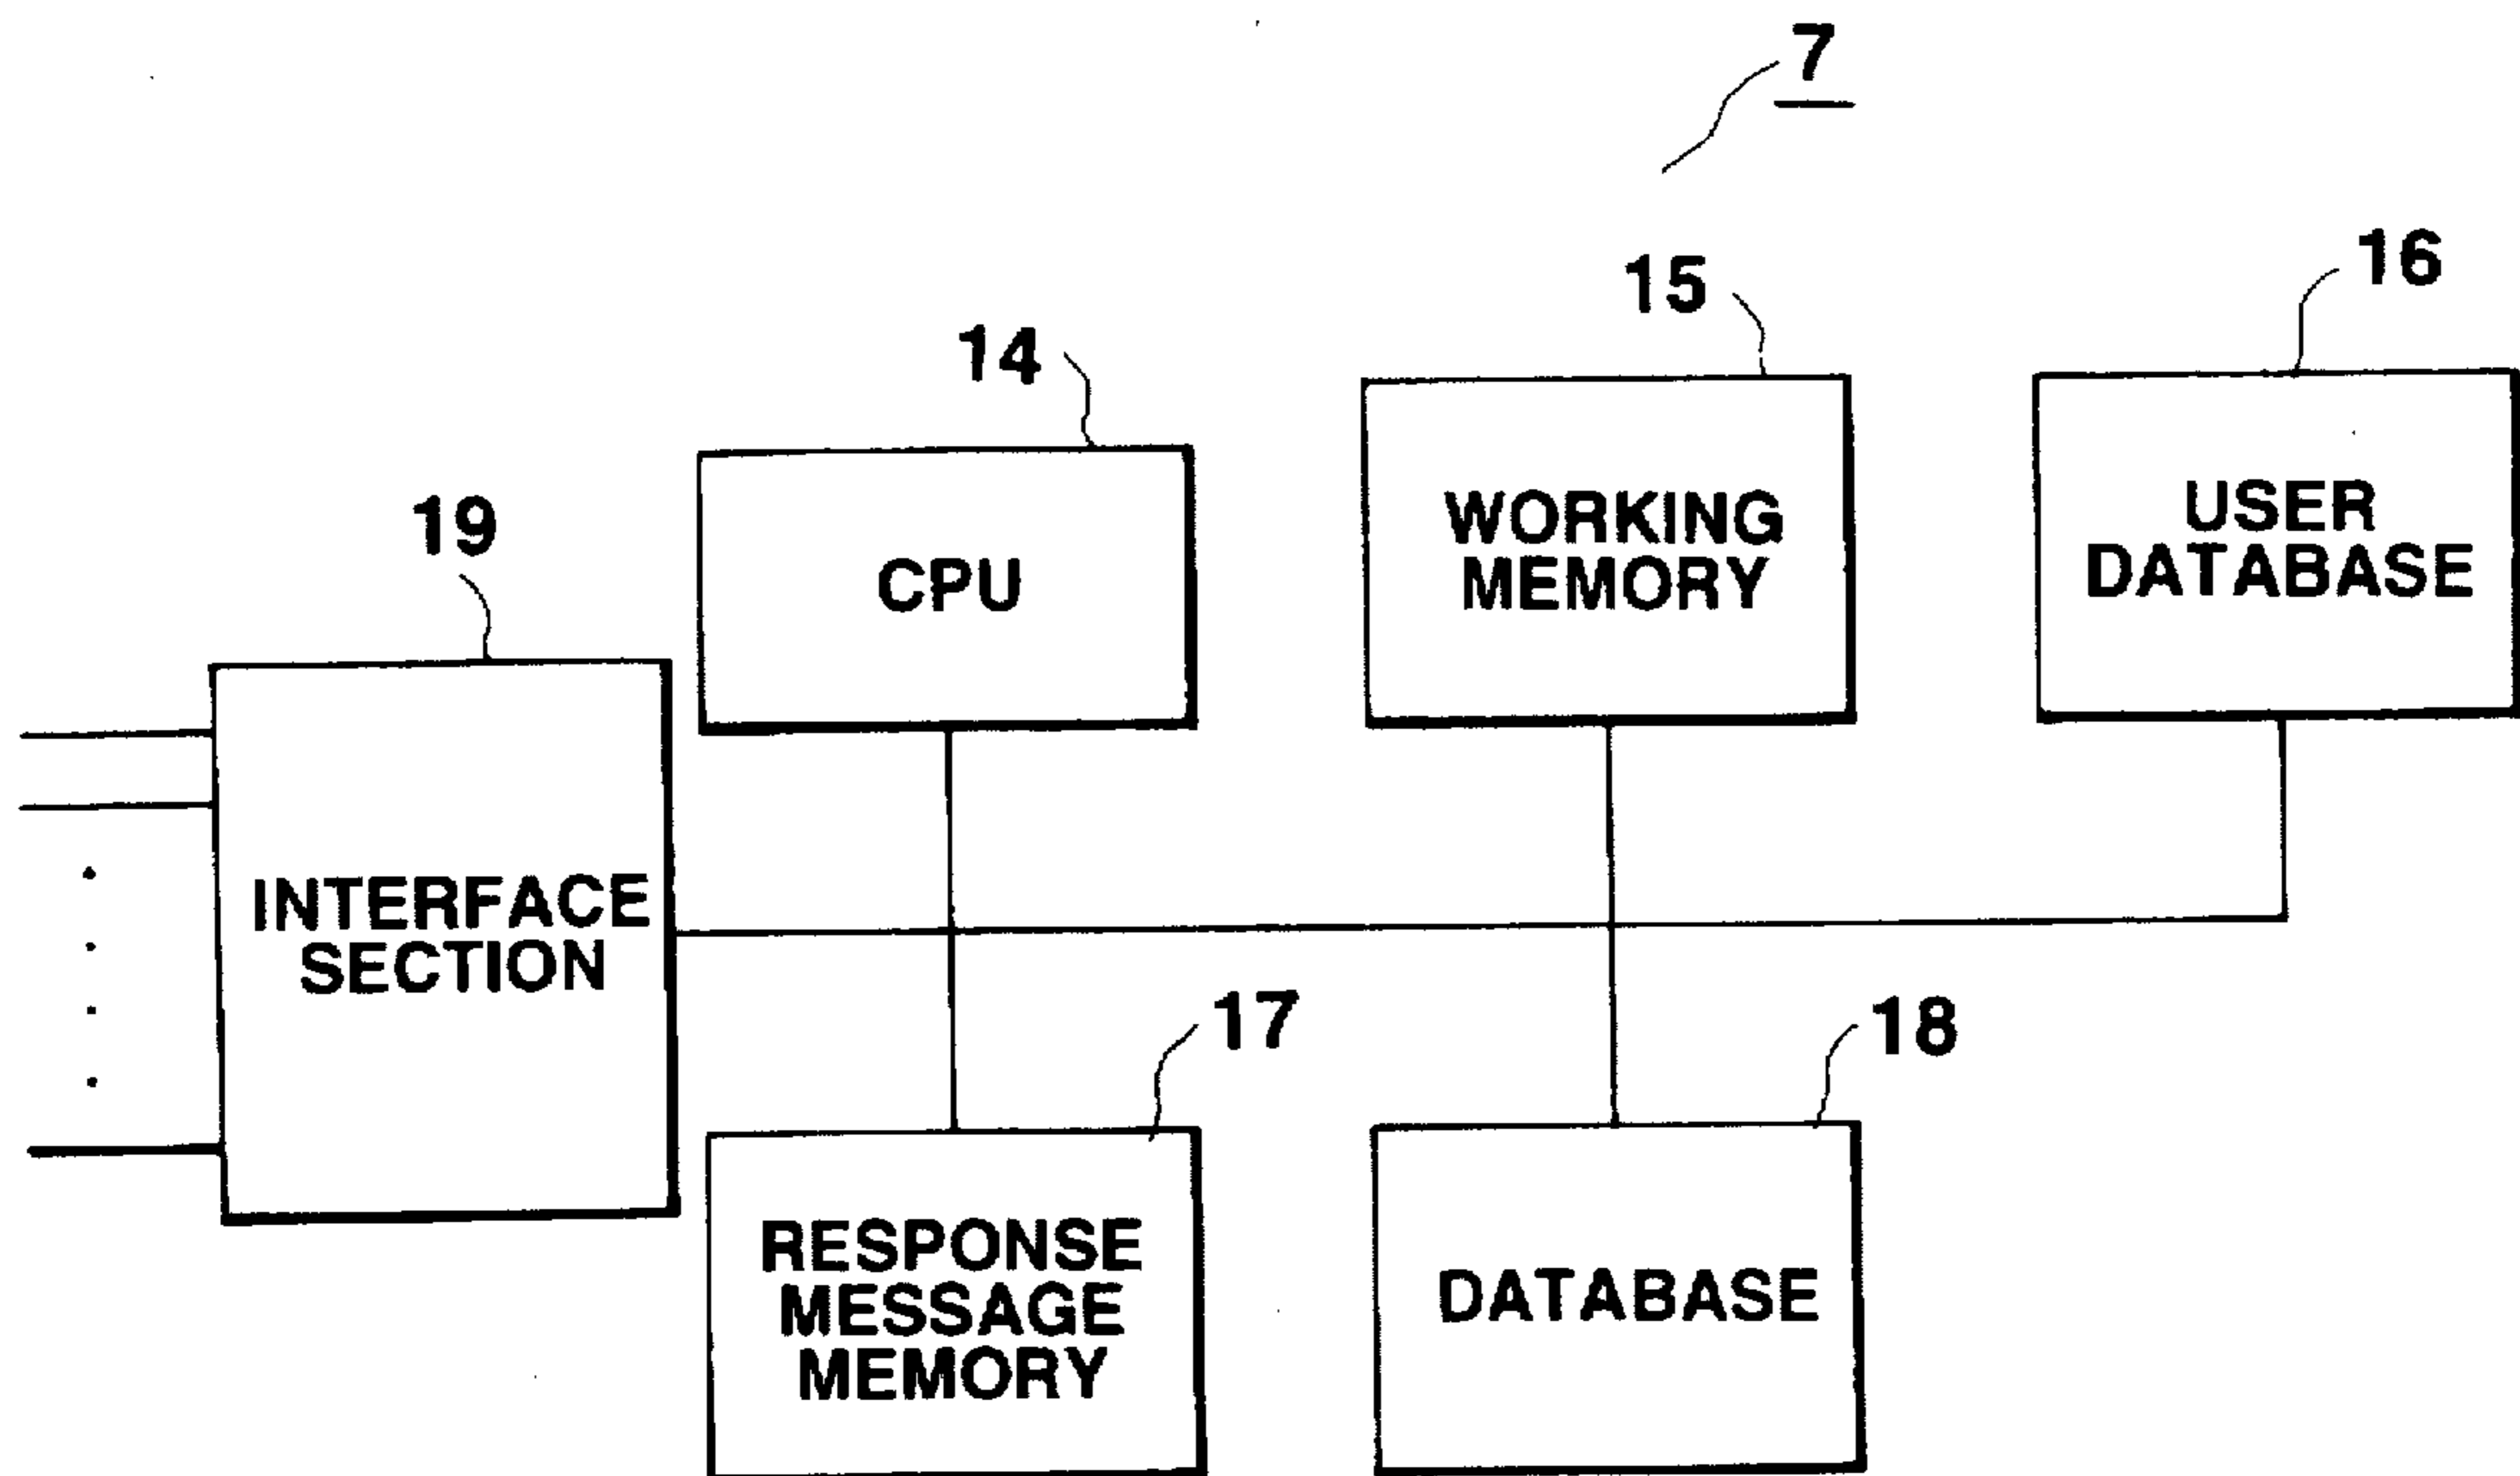 7
16
15
14
19
USER
DATABASE
WORKING
MEMORY
CPU
INTERFACE
SECTION
17
18
RESPONSE
MESSAGE
MEMORY
DATABASE